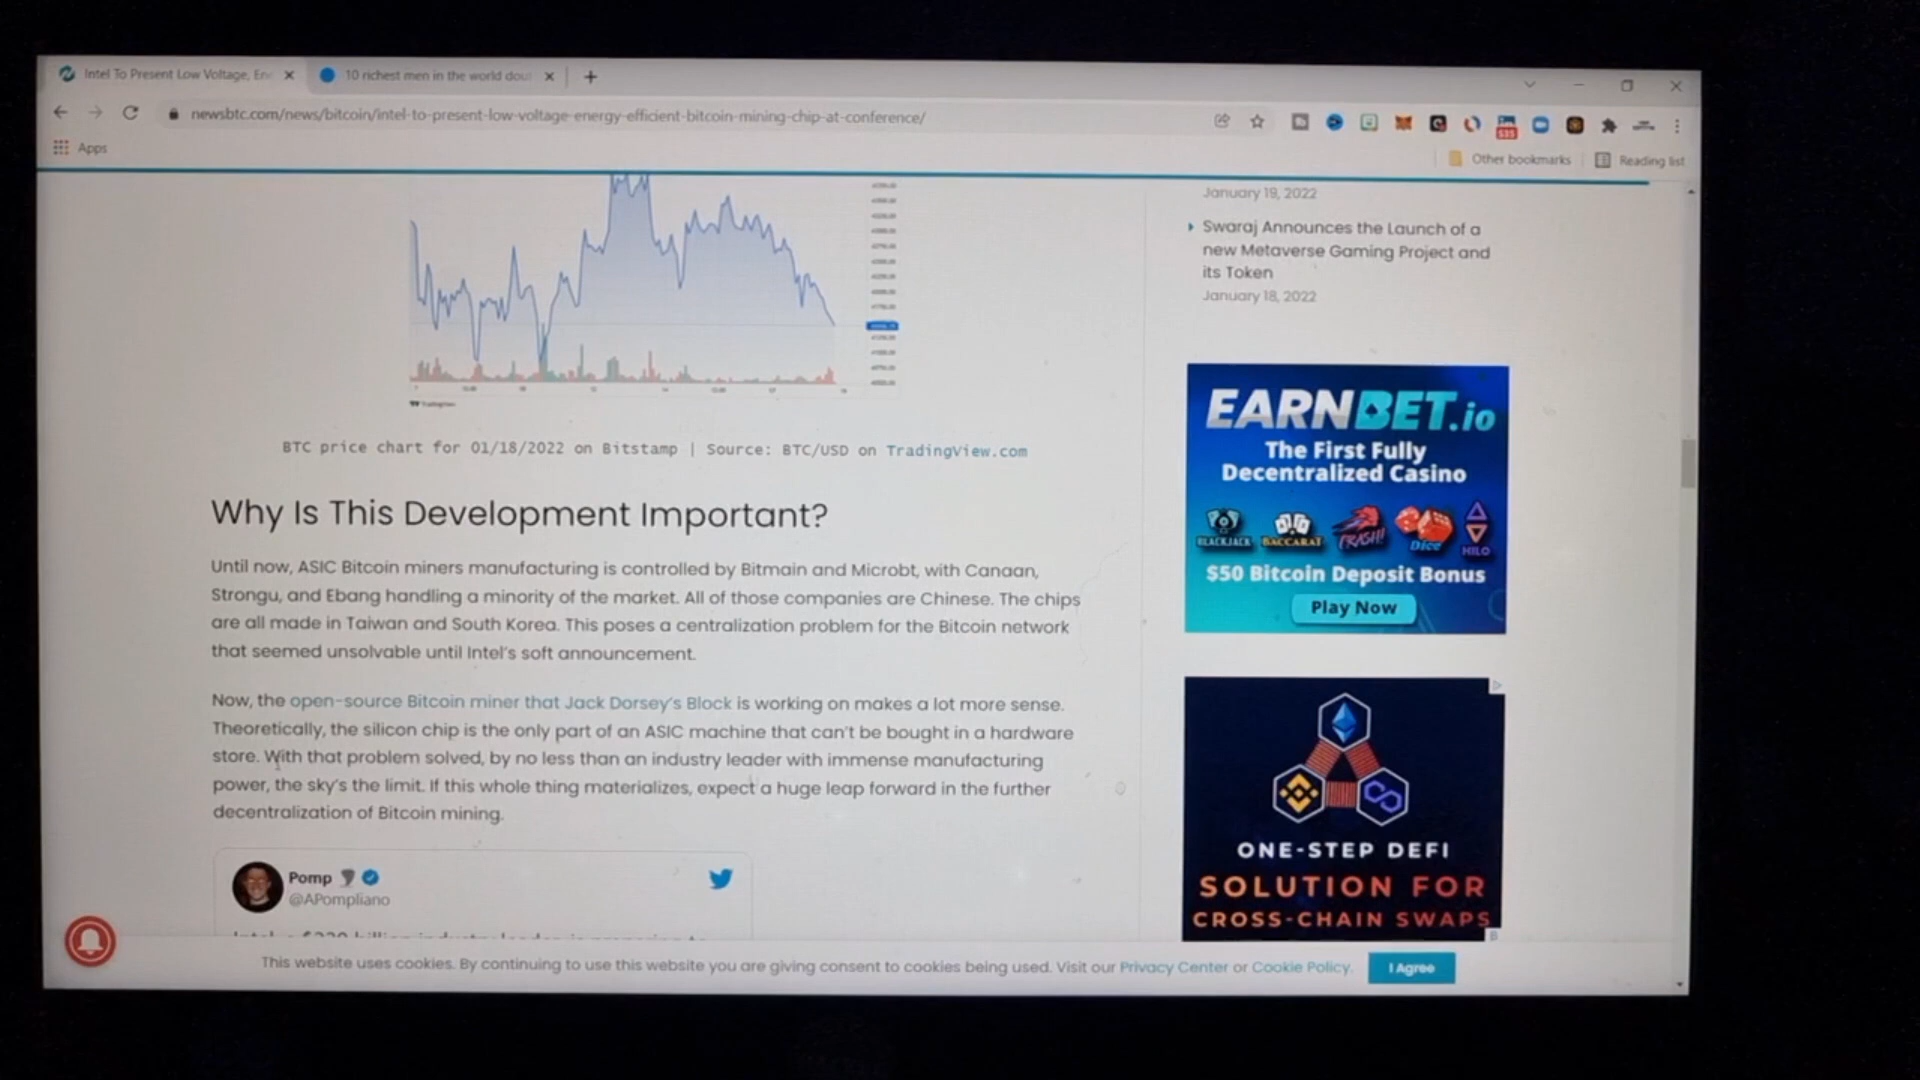 Intel To Present Low Voltage, Ene
10 richest men in the world doub
newsbtc.com/news/bitcoin/intel-to-present-low-voltage-energy-efficient-bitcoin-mining-chip-at-conference/
Apps
Other bookmarks
Reading list
January 19, 2022
Swaraj Announces the Launch of a
new Metaverse Gaming Project and
its Token
January 18, 2022
TradingView
BTC price chart for 01/18/2022 on Bitstamp | Source: BTC/USD on TradingView.com
Why Is This Development Important?
Until now, ASIC Bitcoin miners manufacturing is controlled by Bitmain and Microbt, with Canaan,
Strongu, and Ebang handling a minority of the market. All of those companies are Chinese. The chips
are all made in Taiwan and South Korea. This poses a centralization problem for the Bitcoin network
that seemed unsolvable until Intel's soft announcement.
Now, the open-source Bitcoin miner that Jack Dorsey's Block is working on makes a lot more sense.
Theoretically, the silicon chip is the only part of an ASIC machine that can't be bought in a hardware
store. With that problem solved, by no less than an industry leader with immense manufacturing
power, the sky's the limit. If this whole thing materializes, expect a huge leap forward in the further
decentralization of Bitcoin mining.
Pomp
@APompliano
EARNBET.io
The First Fully
Decentralized Casino
BLACKJACK BACCARAT CRASH! Dice HILO
$50 Bitcoin Deposit Bonus
Play Now
ONE-STEP DEFI
SOLUTION FOR
CROSS-CHAIN SWAPS
This website uses cookies. By continuing to use this website you are giving consent to cookies being used. Visit our Privacy Center or Cookie Policy.
I Agree